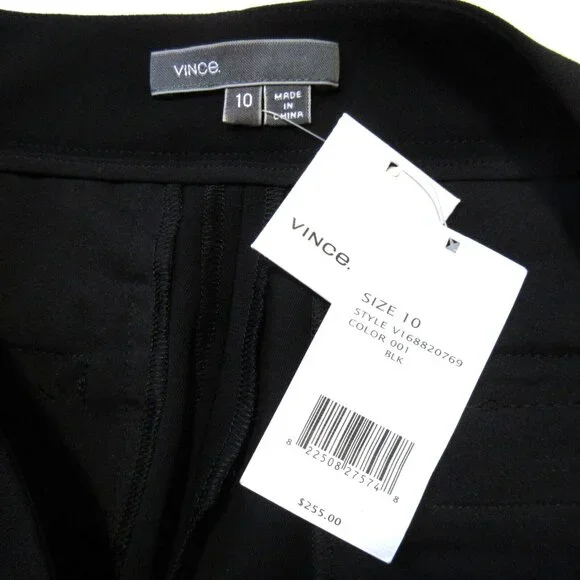 VINCe.
10
MADE
IN
CHINA
VINCe.
SIZE 10
STYLE V168820769
COLOR 001
BLK
8 22508 27574 8
$255.00